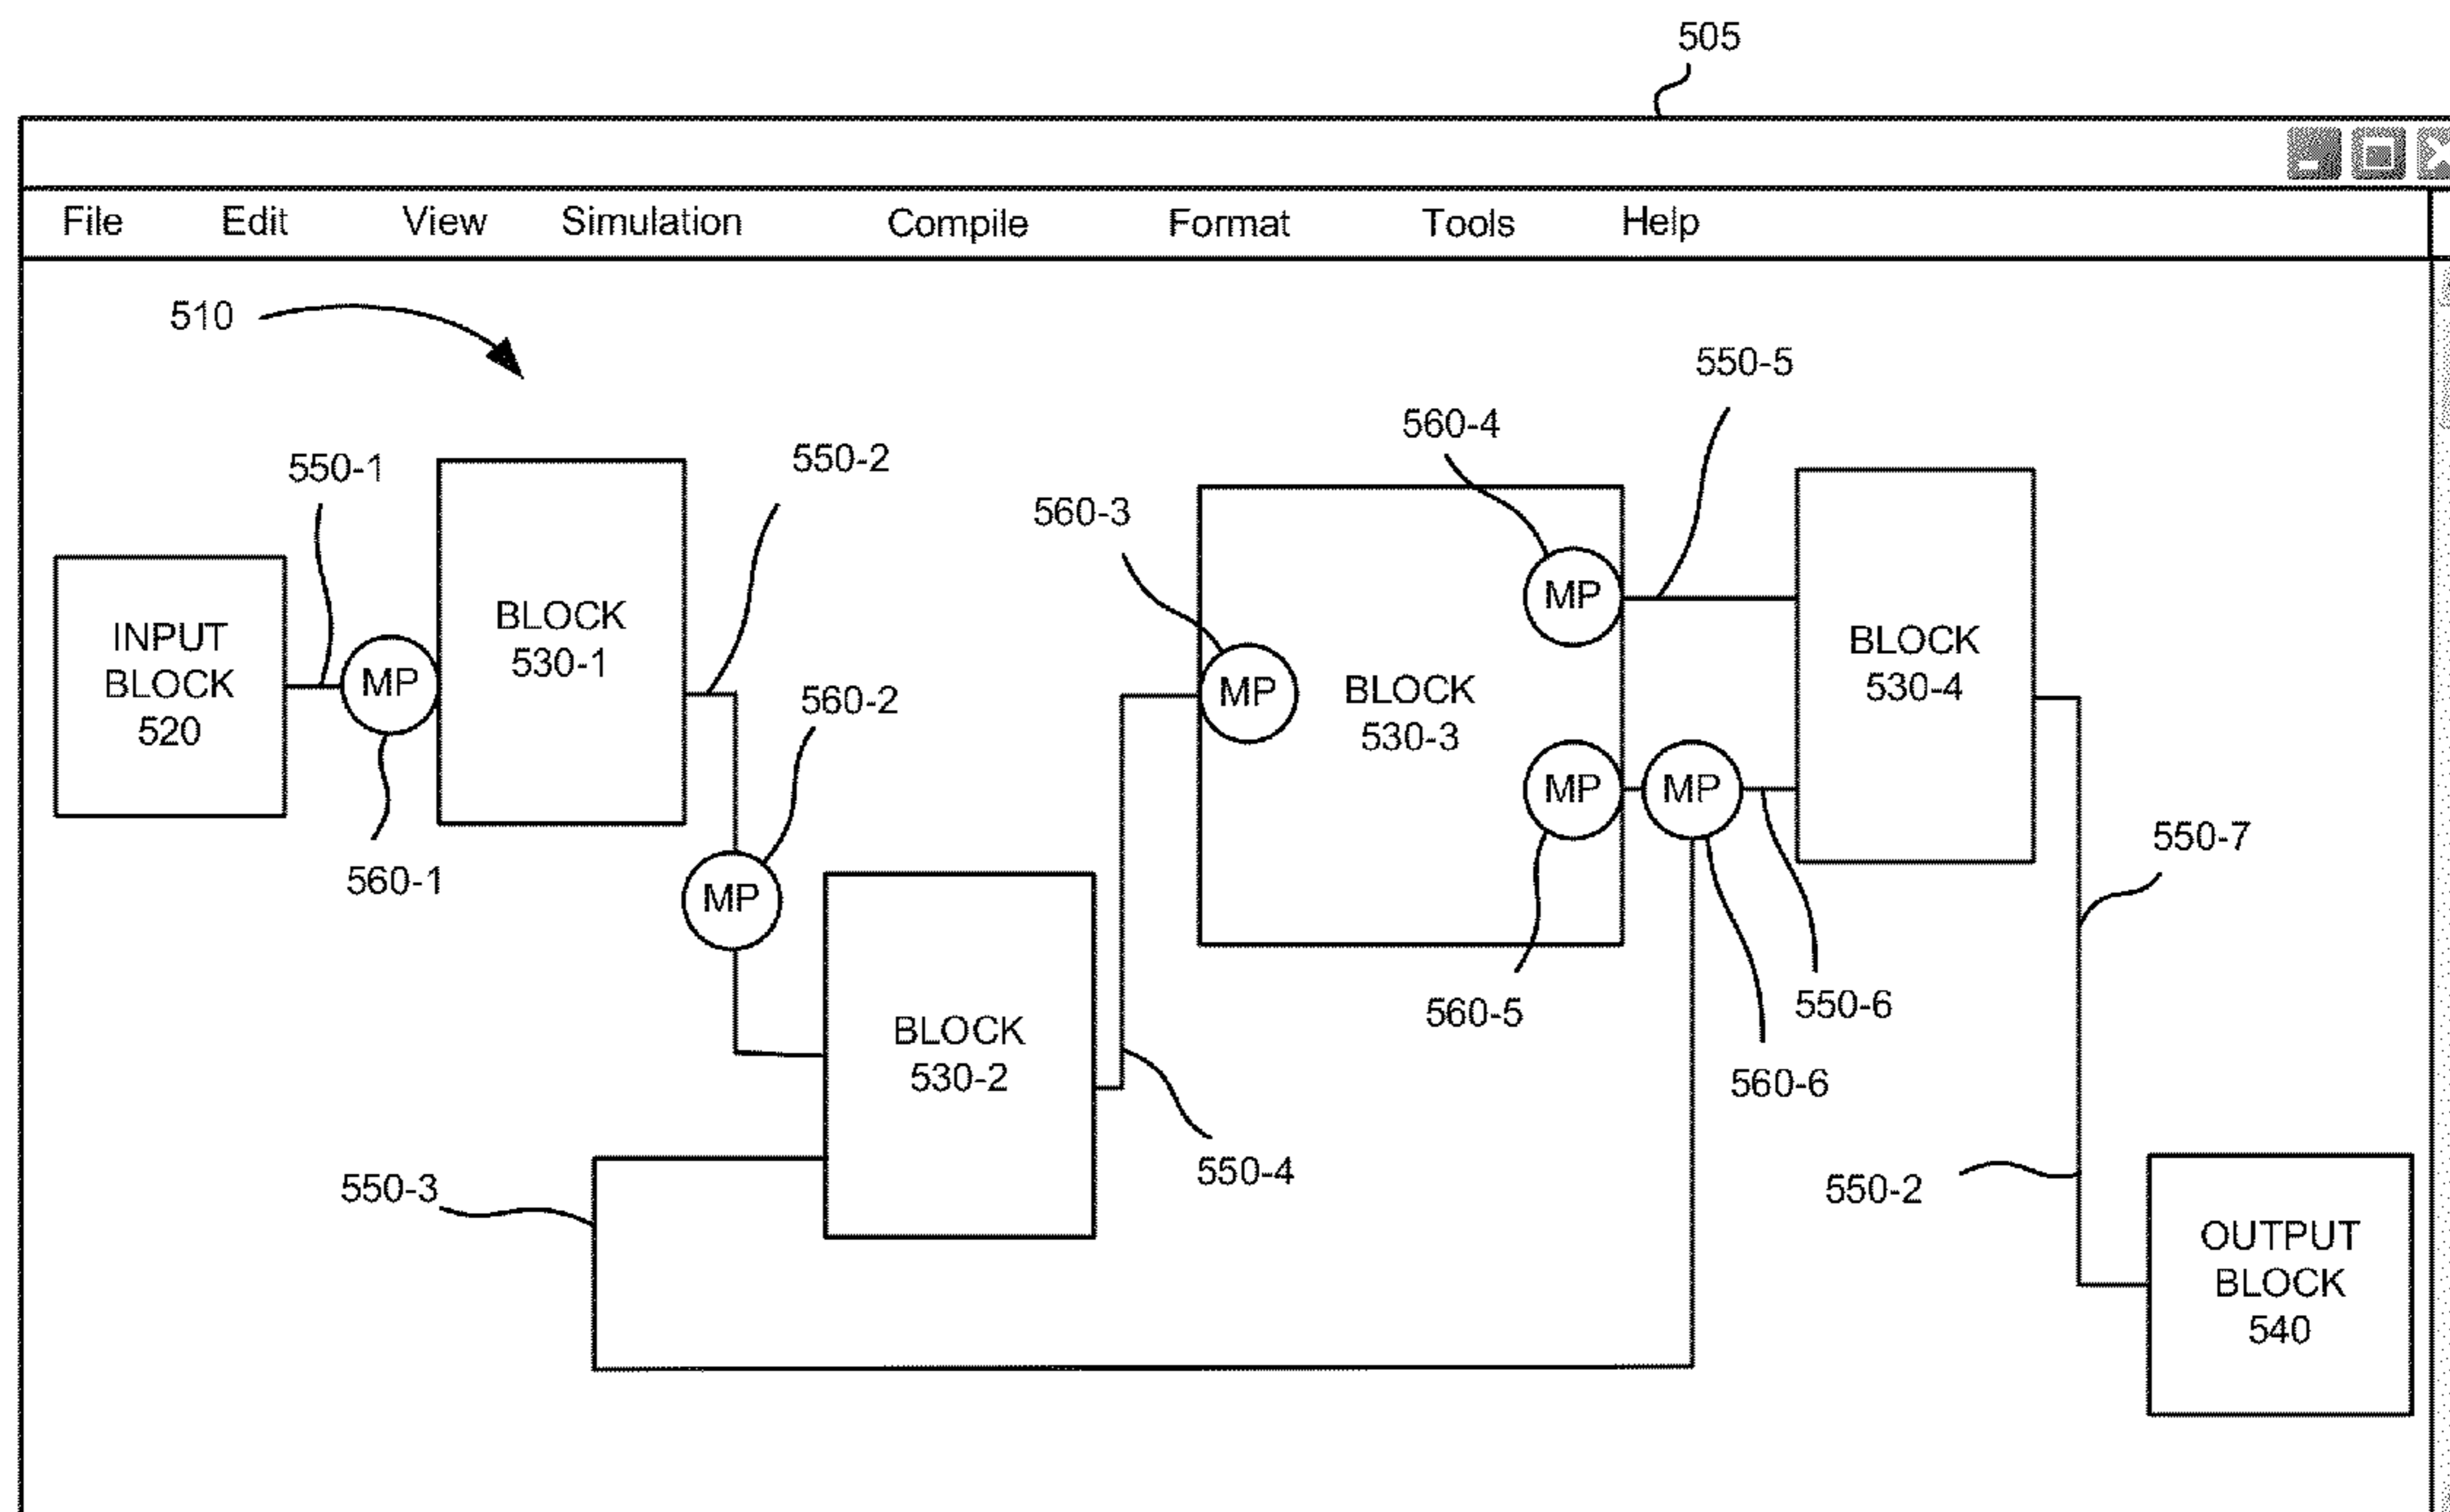 505
File Edit View Simulation Compile Format Tools Help
510
550-5
560-4
550-1
550-2
560-3
INPUT
BLOCK
520
MP
BLOCK
530-1
560-2
MP
BLOCK
530-3
MP
MP
MP
BLOCK
530-4
560-1
MP
550-7
560-5
550-6
560-6
BLOCK
530-2
550-3
550-4
550-2
OUTPUT
BLOCK
540